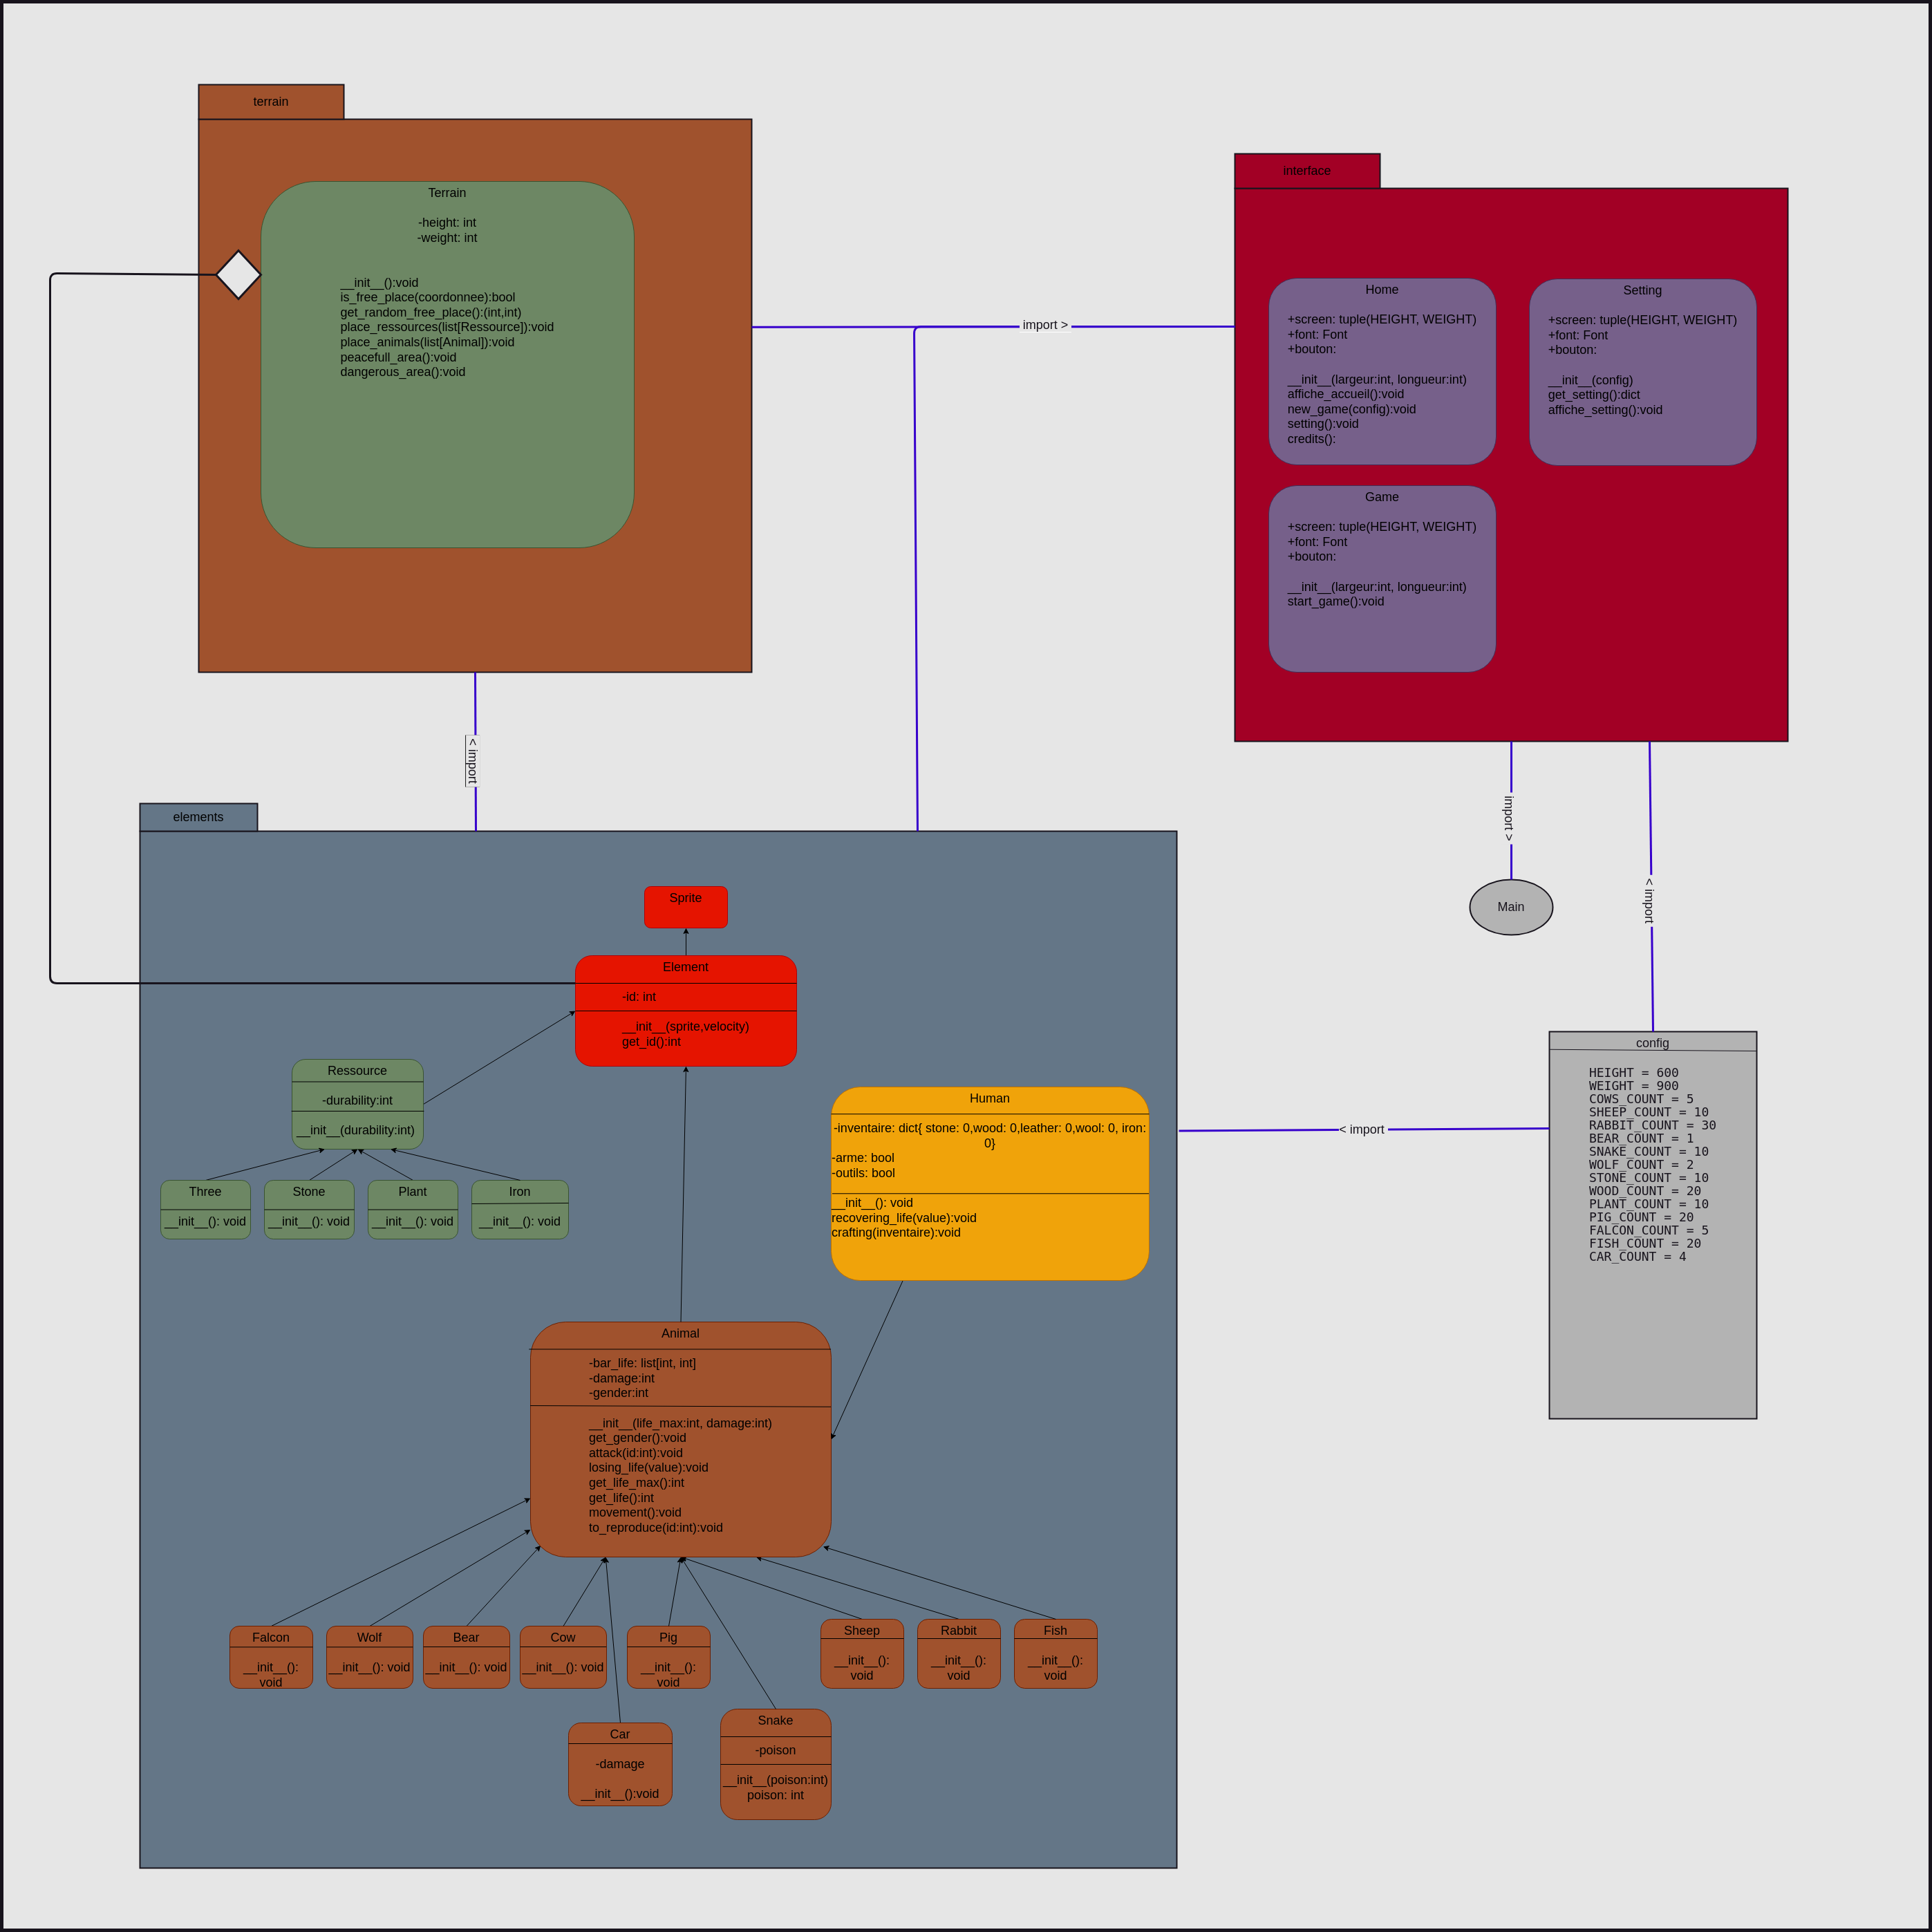 terrain
Terrain
-height: int
-weight: int
__init__():void
is_free_place(coordonnee):bool
get_random_free_place():(int,int)
place_ressources(list[Ressource]):void
place_animals(list[Animal]):void
peacefull_area():void
dangerous_area():void
import >
interface
Home
+screen: tuple(HEIGHT, WEIGHT)
+font: Font
+bouton:
__init__(largeur:int, longueur:int)
affiche_accueil():void
new_game(config):void
setting():void
credits():
Setting
+screen: tuple(HEIGHT, WEIGHT)
+font: Font
+bouton:
__init__(config)
get_setting():dict
affiche_setting():void
Game
+screen: tuple(HEIGHT, WEIGHT)
+font: Font
+bouton:
__init__(largeur:int, longueur:int)
start_game():void
< import
import >
< import
Main
elements
Sprite
Element
-id: int
__init__(sprite,velocity)
get_id():int
Ressource
-durability:int
__init__(durability:int)
Three
__init__(): void
Stone
__init__(): void
Plant
__init__(): void
Iron
__init__(): void
Human
-inventaire: dict{ stone: 0,wood: 0,leather: 0,wool: 0, iron:
0}
-arme: bool
-outils: bool
__init__(): void
recovering_life(value):void
crafting(inventaire):void
< import
config
HEIGHT = 600
WEIGHT = 900
COWS_COUNT = 5
SHEEP_COUNT = 10
RABBIT_COUNT = 30
BEAR_COUNT = 1
SNAKE_COUNT = 10
WOLF_COUNT = 2
STONE_COUNT = 10
WOOD_COUNT = 20
PLANT_COUNT = 10
PIG_COUNT = 20
FALCON_COUNT = 5
FISH_COUNT = 20
CAR_COUNT = 4
Animal
-bar_life: list[int, int]
-damage:int
-gender:int
__init__(life_max:int, damage:int)
get_gender():void
attack(id:int):void
losing_life(value):void
get_life_max():int
get_life():int
movement():void
to_reproduce(id:int):void
Falcon
__init__():
void
Wolf
__init__(): void
Bear
__init__(): void
Cow
__init__(): void
Pig
__init__():
void
Sheep
__init__():
void
Rabbit
__init__():
void
Fish
__init__():
void
Car
-damage
__init__():void
Snake
-poison
__init__(poison:int)
poison: int